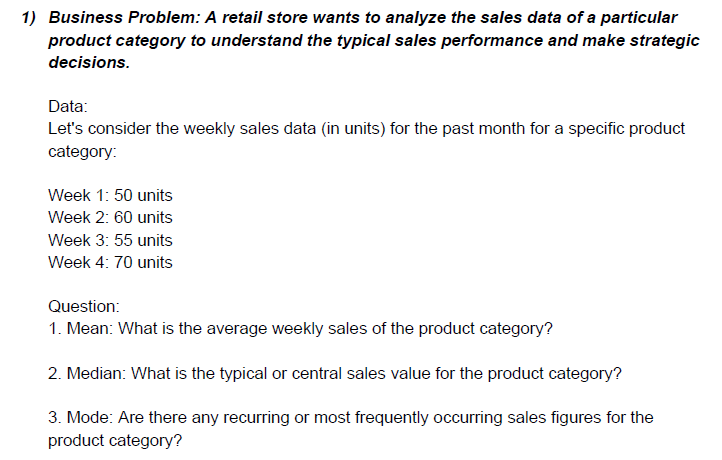 1) Business Problem: A retail store wants to analyze the sales data of a particular
product category to understand the typical sales performance and make strategic
decisions.
Data:
Let's consider the weekly sales data (in units) for the past month for a specific product
category:
Week 1: 50 units
Week 2: 60 units
Week 3: 55 units
Week 4: 70 units
Question:
1. Mean: What is the average weekly sales of the product category?
2. Median: What is the typical or central sales value for the product category?
3. Mode: Are there any recurring or most frequently occurring sales figures for the
product category?